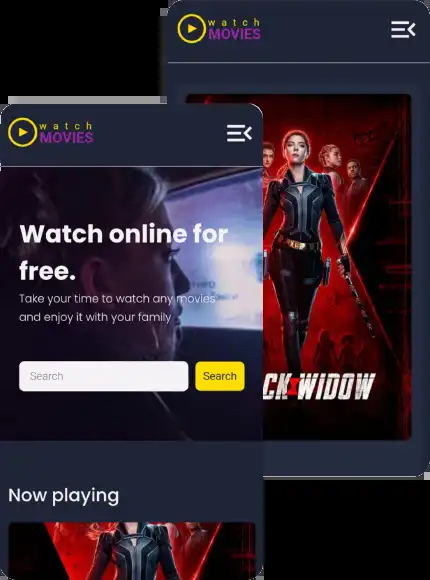 watch
MOVIES
watch
MOVIES
Watch online for
free.
Take your time to watch any movies
and enjoy it with your family
Search
Search
CK WIDOW
Now playing